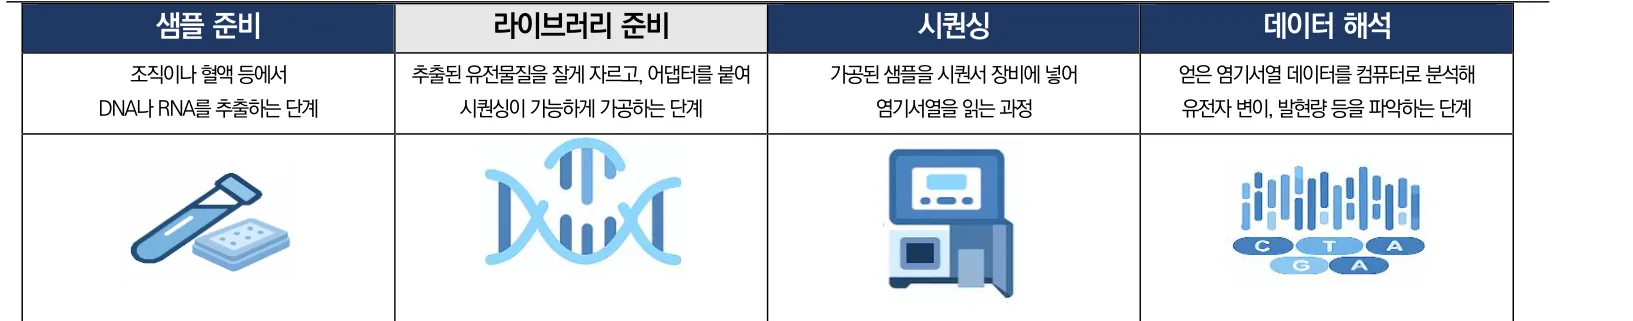 샘플 준비
라이브러리 준비
시퀀싱
데이터 해석
조직이나 혈액 등에서
DNA나 RNA를 추출하는 단계
추출된 유전물질을 잘게 자르고, 어댑터를 붙여
시퀀싱이 가능하게 가공하는 단계
가공된 샘플을 시퀀서 장비에 넣어
염기서열을 읽는 과정
얻은 염기서열 데이터를 컴퓨터로 분석해
유전자 변이, 발현량 등을 파악하는 단계
C T A
G A